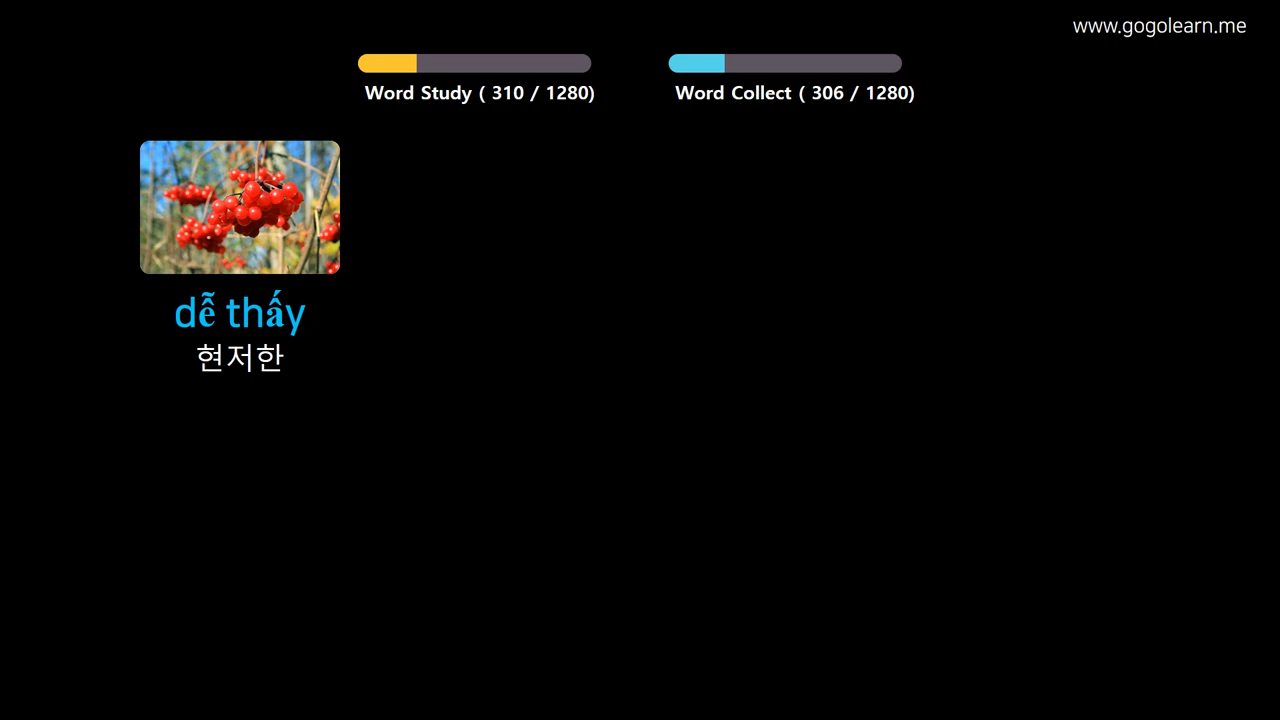 www.gogolearn.me
Word Study ( 310 / 1280)
Word Collect ( 306 / 1280)
dễ thấy
현저한